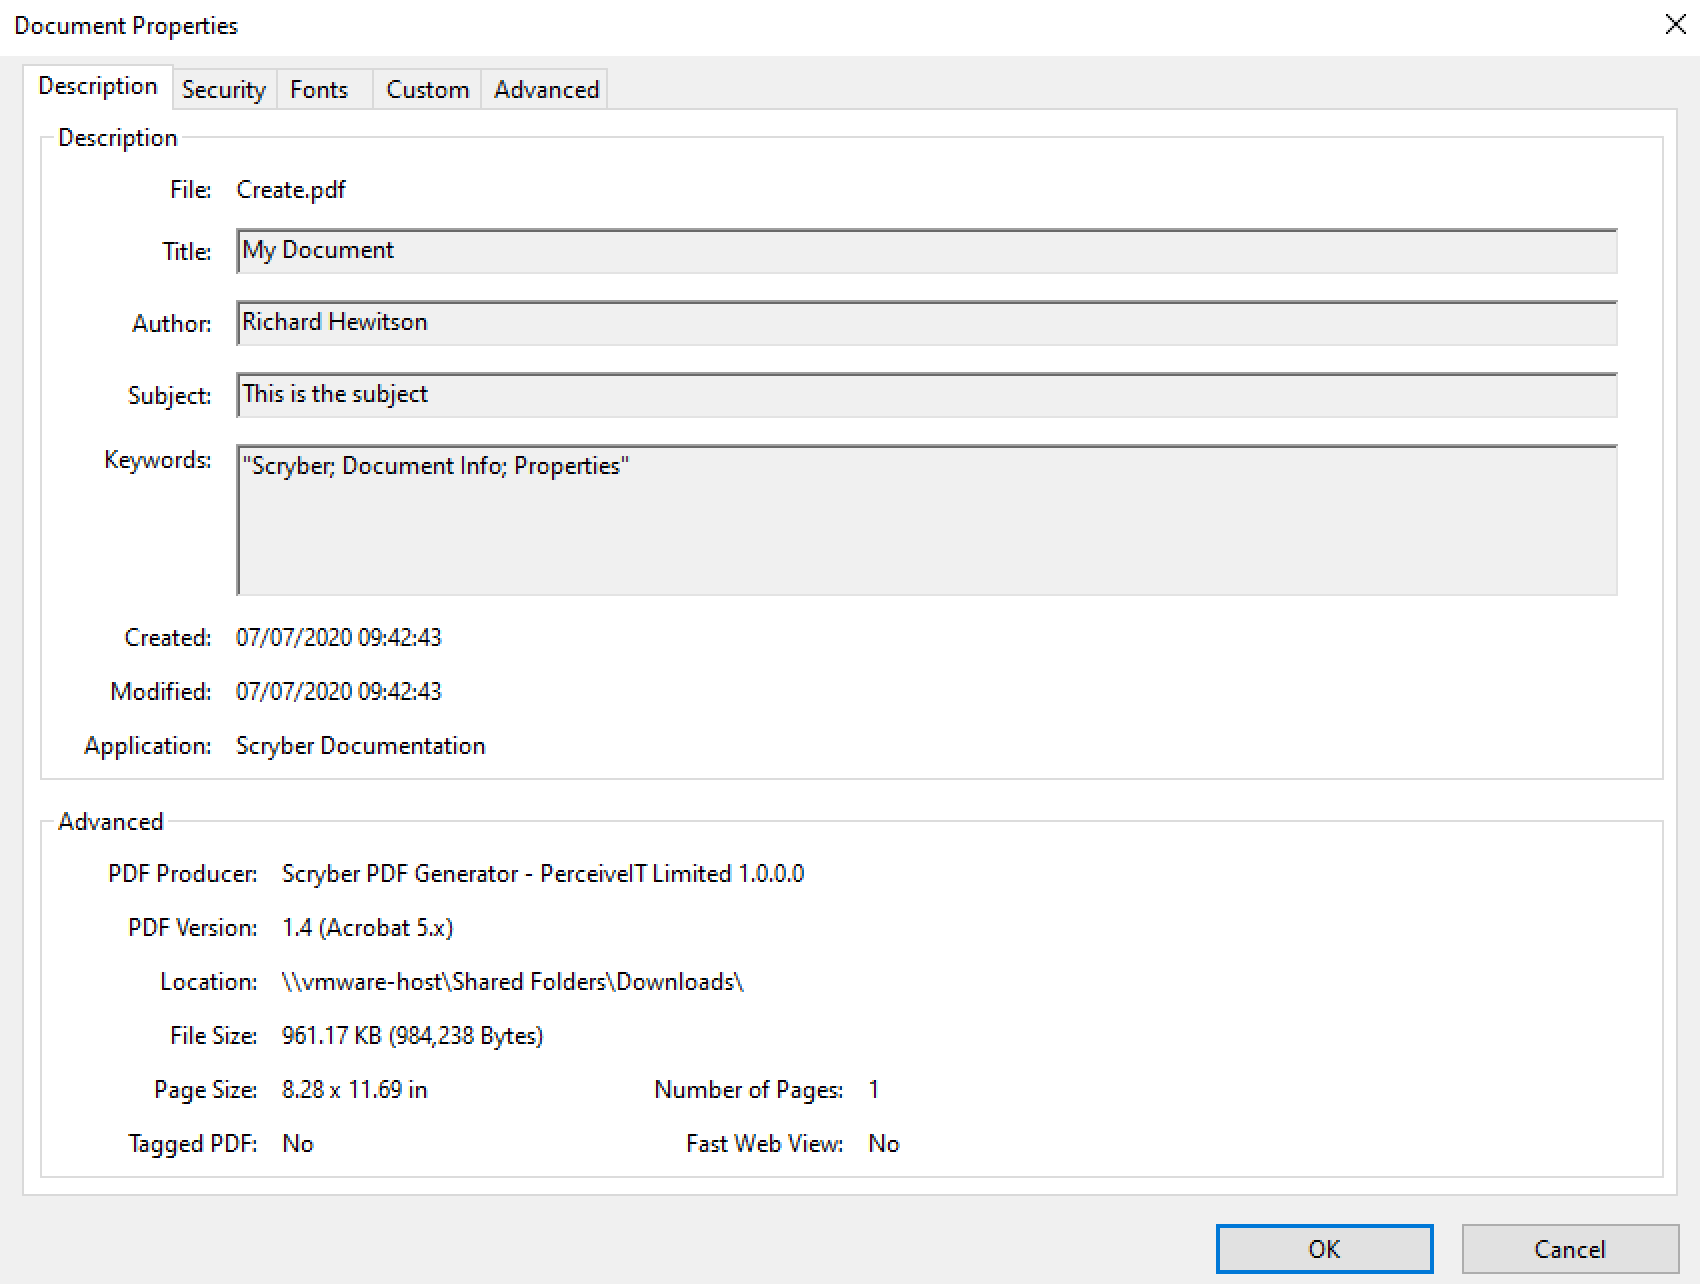 Document Properties
Description Security Fonts Custom Advanced
Description
File: Create.pdf
Title: My Document
Author: Richard Hewitson
Subject: This is the subject
Keywords: "Scryber; Document Info; Properties"
Created: 07/07/2020 09:42:43
Modified: 07/07/2020 09:42:43
Application: Scryber Documentation
Advanced
PDF Producer: Scryber PDF Generator - PerceiveIT Limited 1.0.0.0
PDF Version: 1.4 (Acrobat 5.x)
Location: \\vmware-host\Shared Folders\Downloads\
File Size: 961.17 KB (984,238 Bytes)
Page Size: 8.28 x 11.69 in Number of Pages: 1
Tagged PDF: No Fast Web View: No
OK Cancel